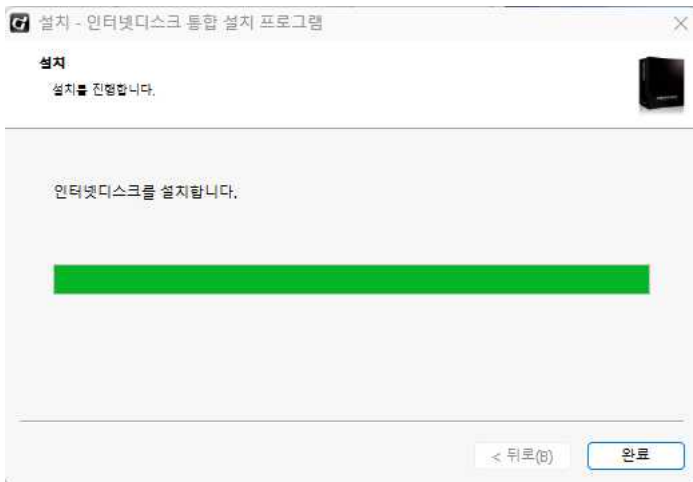 설치 - 인터넷디스크 통합 설치 프로그램
설치
설치를 진행합니다.
인터넷디스크를 설치합니다.
< 뒤로(B)
완료